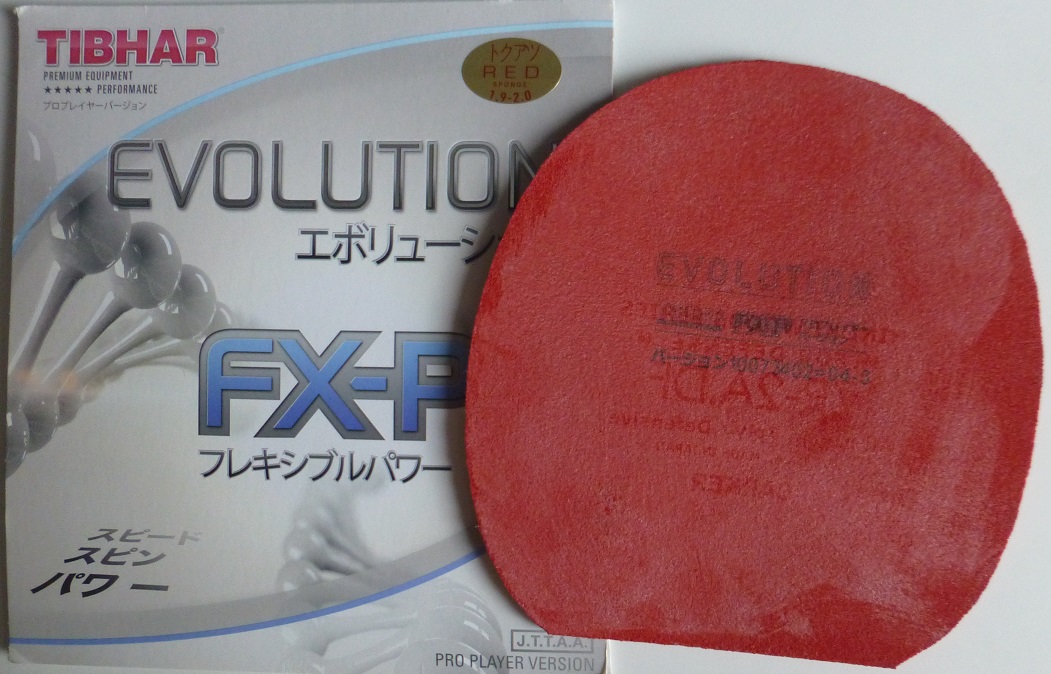 TIBHAR
PREMIUM EQUIPMENT
★★★★★ PERFORMANCE
プロプレイヤーバージョン
トクアツ
RED
SPONGE
1.9-2.0
EVOLUTION
エボリューシ
FX-P
フレキシブルパワー
スピード
スピン
パワー
J.T.T.A.A.
PRO PLAYER VERSION
EVOLUTION
Defensive
DARKER